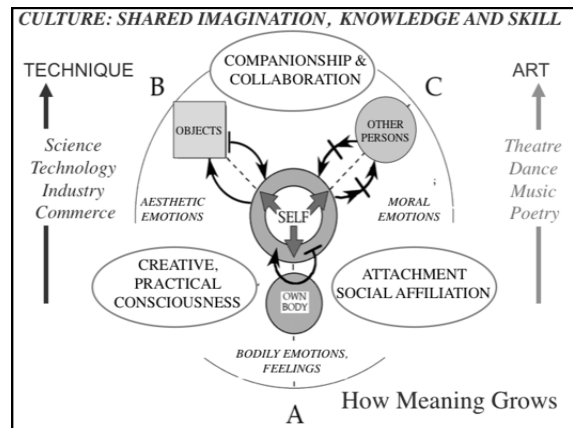 CULTURE: SHARED IMAGINATION, KNOWLEDGE AND SKILL
TECHNIQUE
Science
Technology
Industry
Commerce
B
COMPANIONSHIP &
COLLABORATION
C
ART
Theatre
Dance
Music
Poetry
OBJECTS
OTHER
PERSONS
AESTHETIC
EMOTIONS
SELF
MORAL
EMOTIONS
;
CREATIVE,
PRACTICAL
CONSCIOUSNESS
OWN
BODY
ATTACHMENT
SOCIAL AFFILIATION
BODILY EMOTIONS,
FEELINGS
A
How Meaning Grows